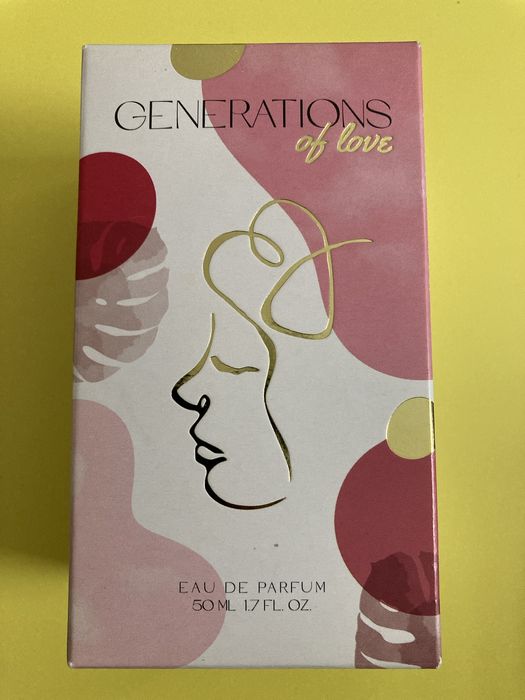 GENERATIONS
of love
EAU DE PARFUM
50 ML 1.7 FL. OZ.